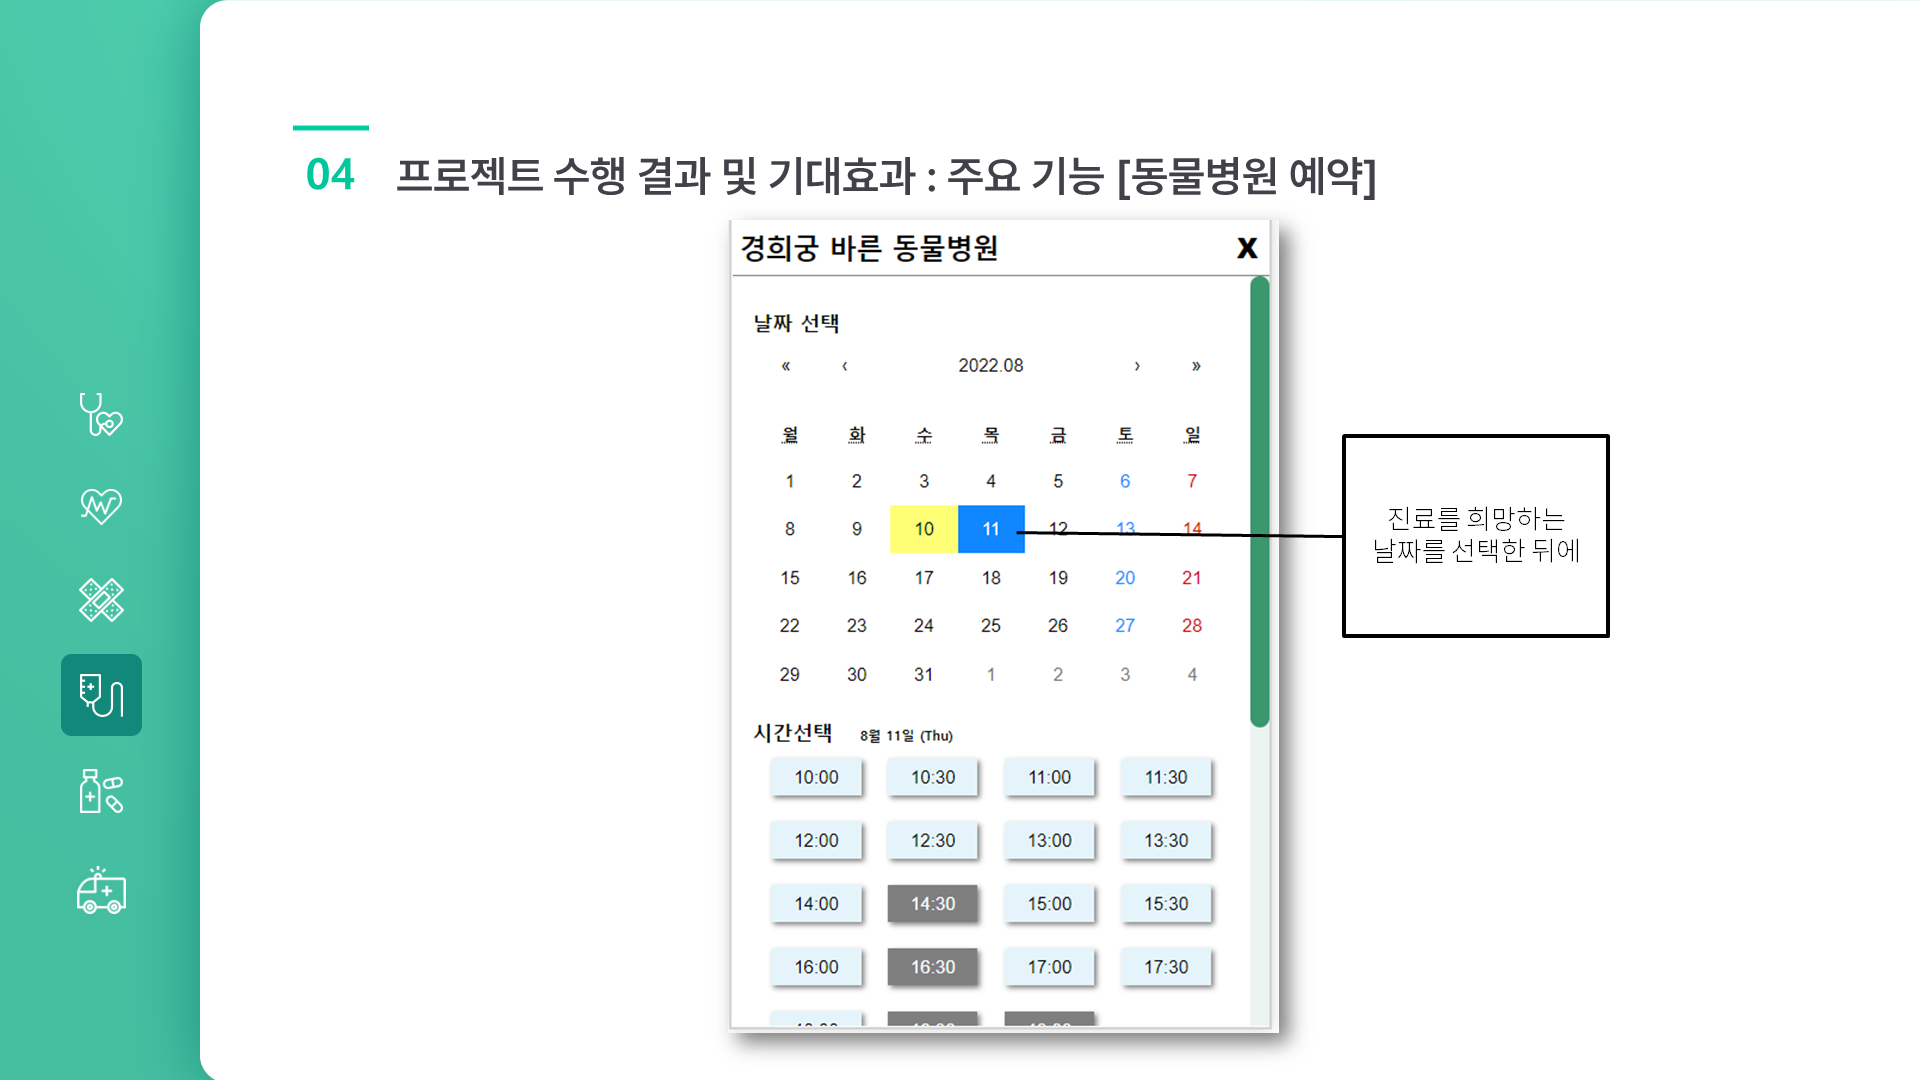 04 프로젝트 수행 결과 및 기대효과 : 주요 기능 [동물병원 예약]
경희궁 바른 동물병원 X
날짜 선택
« ‹ 2022.08 › »
월 화 수 목 금 토 일
1 2 3 4 5 6 7
8 9 10 11 12 13 14
15 16 17 18 19 20 21
22 23 24 25 26 27 28
29 30 31 1 2 3 4
시간선택 8월 11일 (Thu)
10:00 10:30 11:00 11:30
12:00 12:30 13:00 13:30
14:00 14:30 15:00 15:30
16:00 16:30 17:00 17:30
진료를 희망하는
날짜를 선택한 뒤에